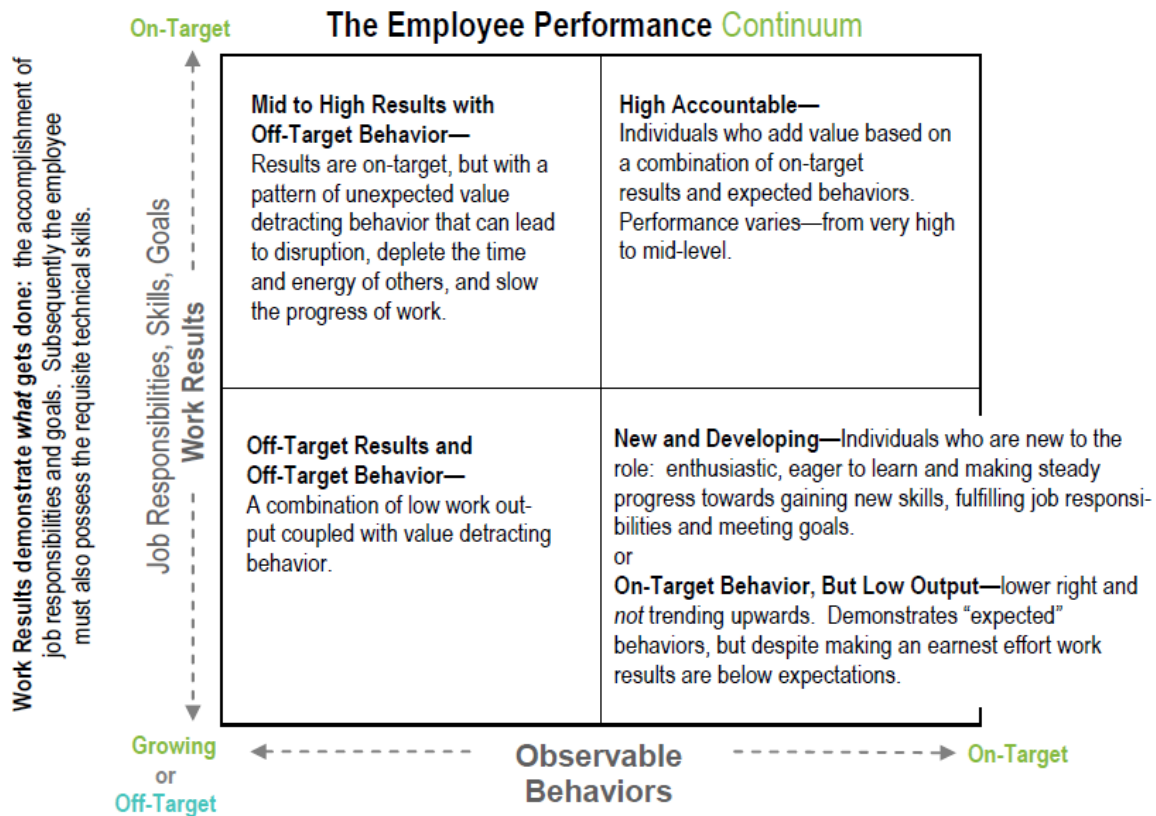 The Employee Performance Continuum
On-Target
Work Results demonstrate what gets done: the accomplishment of
job responsibilities and goals. Subsequently the employee
must also possess the requisite technical skills.
Job Responsibilities, Skills, Goals
Work Results
Mid to High Results with
Off-Target Behavior—
Results are on-target, but with a
pattern of unexpected value
detracting behavior that can lead
to disruption, deplete the time
and energy of others, and slow
the progress of work.
High Accountable—
Individuals who add value based on
a combination of on-target
results and expected behaviors.
Performance varies—from very high
to mid-level.
Off-Target Results and
Off-Target Behavior—
A combination of low work out-
put coupled with value detracting
behavior.
New and Developing—Individuals who are new to the
role: enthusiastic, eager to learn and making steady
progress towards gaining new skills, fulfilling job responsi-
bilities and meeting goals.
or
On-Target Behavior, But Low Output—lower right and
not trending upwards. Demonstrates “expected”
behaviors, but despite making an earnest effort work
results are below expectations.
Growing
or
Off-Target
Observable
Behaviors
On-Target